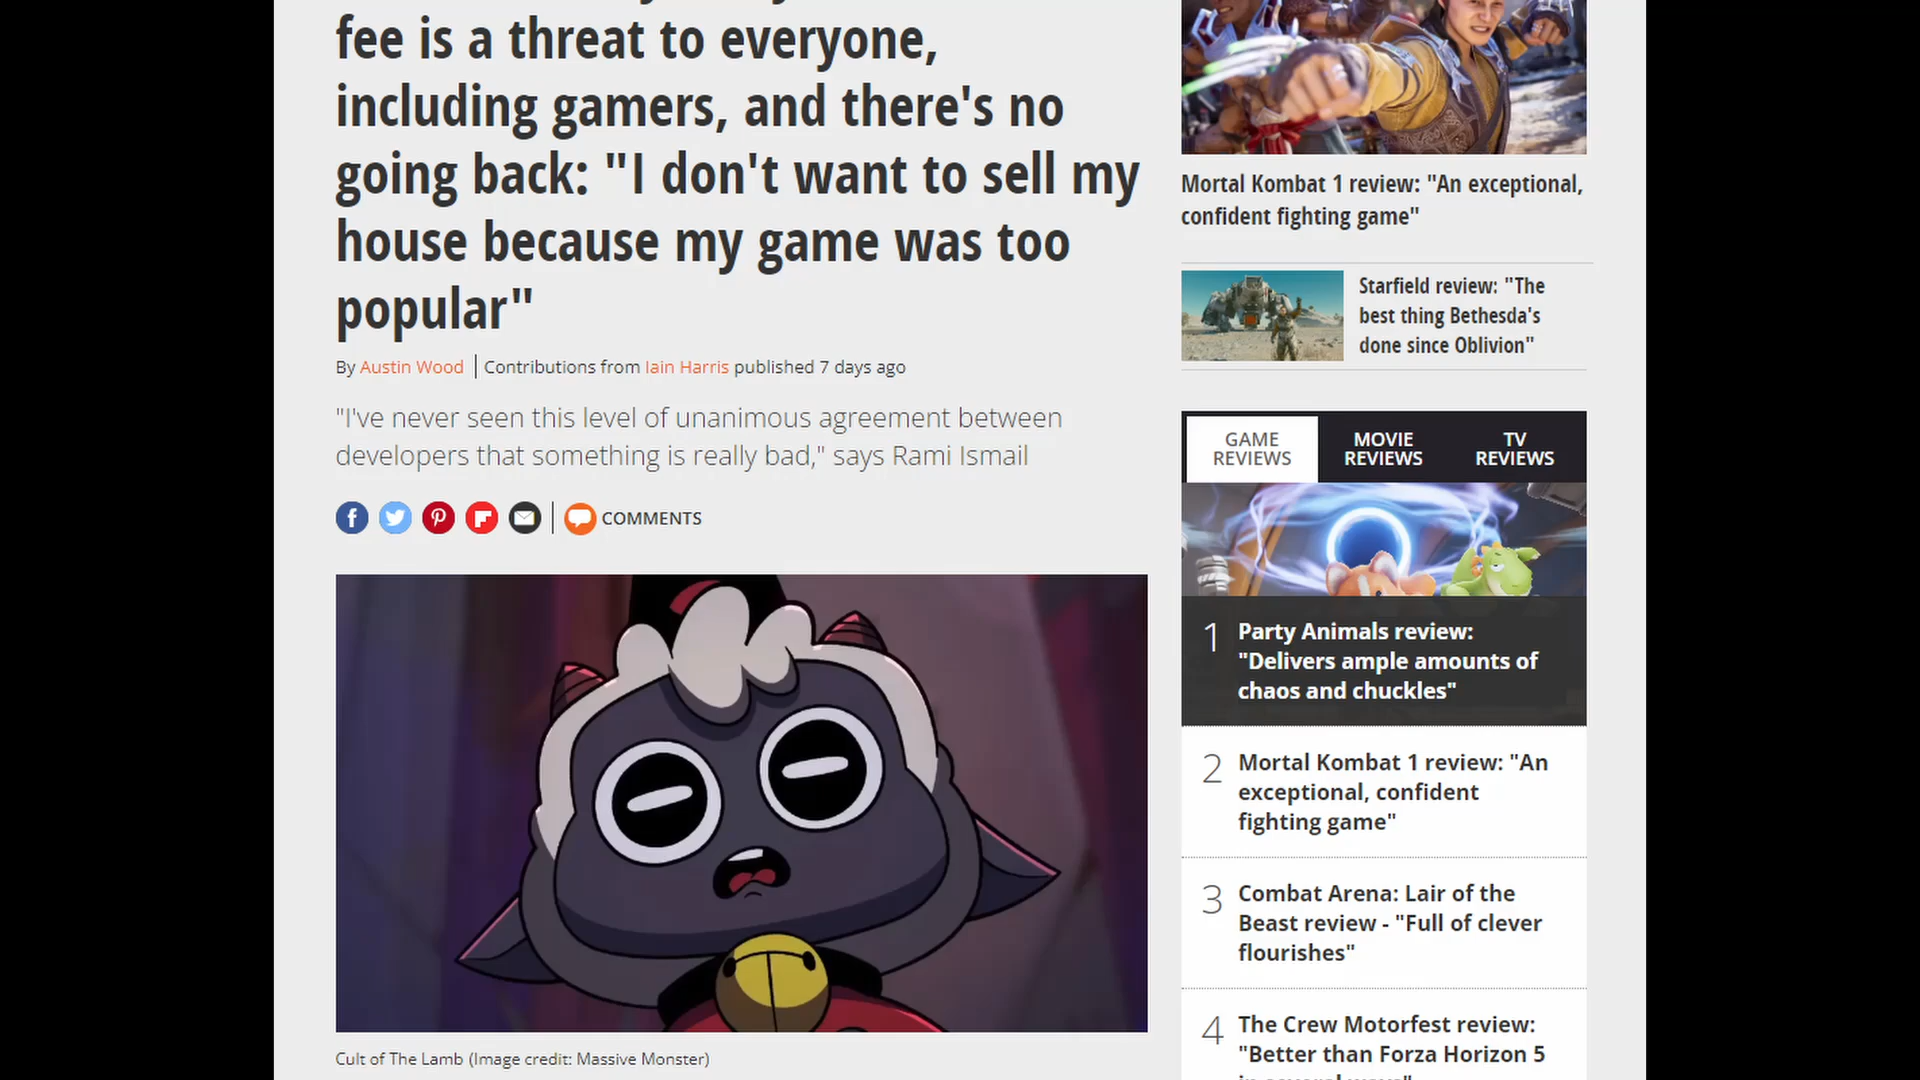 fee is a threat to everyone,
including gamers, and there's no
going back: "I don't want to sell my
house because my game was too
popular"
By Austin Wood | Contributions from Iain Harris published 7 days ago
"I've never seen this level of unanimous agreement between
developers that something is really bad," says Rami Ismail
COMMENTS
Cult of The Lamb (Image credit: Massive Monster)
Mortal Kombat 1 review: "An exceptional,
confident fighting game"
Starfield review: "The
best thing Bethesda's
done since Oblivion"
GAME
REVIEWS
MOVIE
REVIEWS
TV
REVIEWS
1 Party Animals review:
"Delivers ample amounts of
chaos and chuckles"
2 Mortal Kombat 1 review: "An
exceptional, confident
fighting game"
3 Combat Arena: Lair of the
Beast review - "Full of clever
flourishes"
4 The Crew Motorfest review:
"Better than Forza Horizon 5